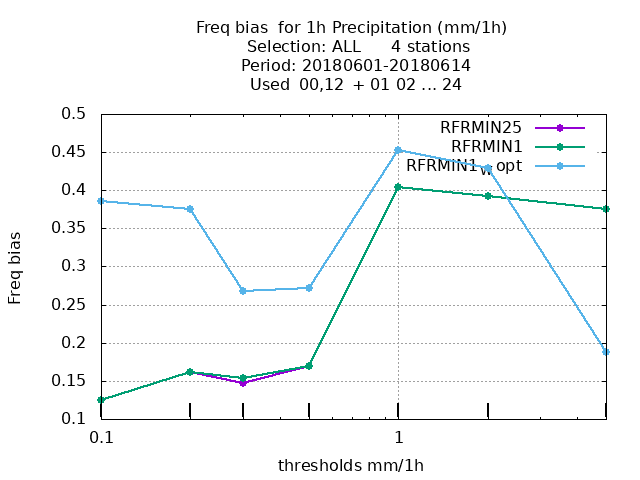 Freq bias for 1h Precipitation (mm/1h)
Selection: ALL 4 stations
Period: 20180601-20180614
Used 00,12 + 01 02 ... 24
RFRMIN25
RFRMIN1
RFRMIN1w opt
0.5
0.45
0.4
0.35
0.3
0.25
0.2
0.15
0.1
Freq bias
0.1 1
thresholds mm/1h